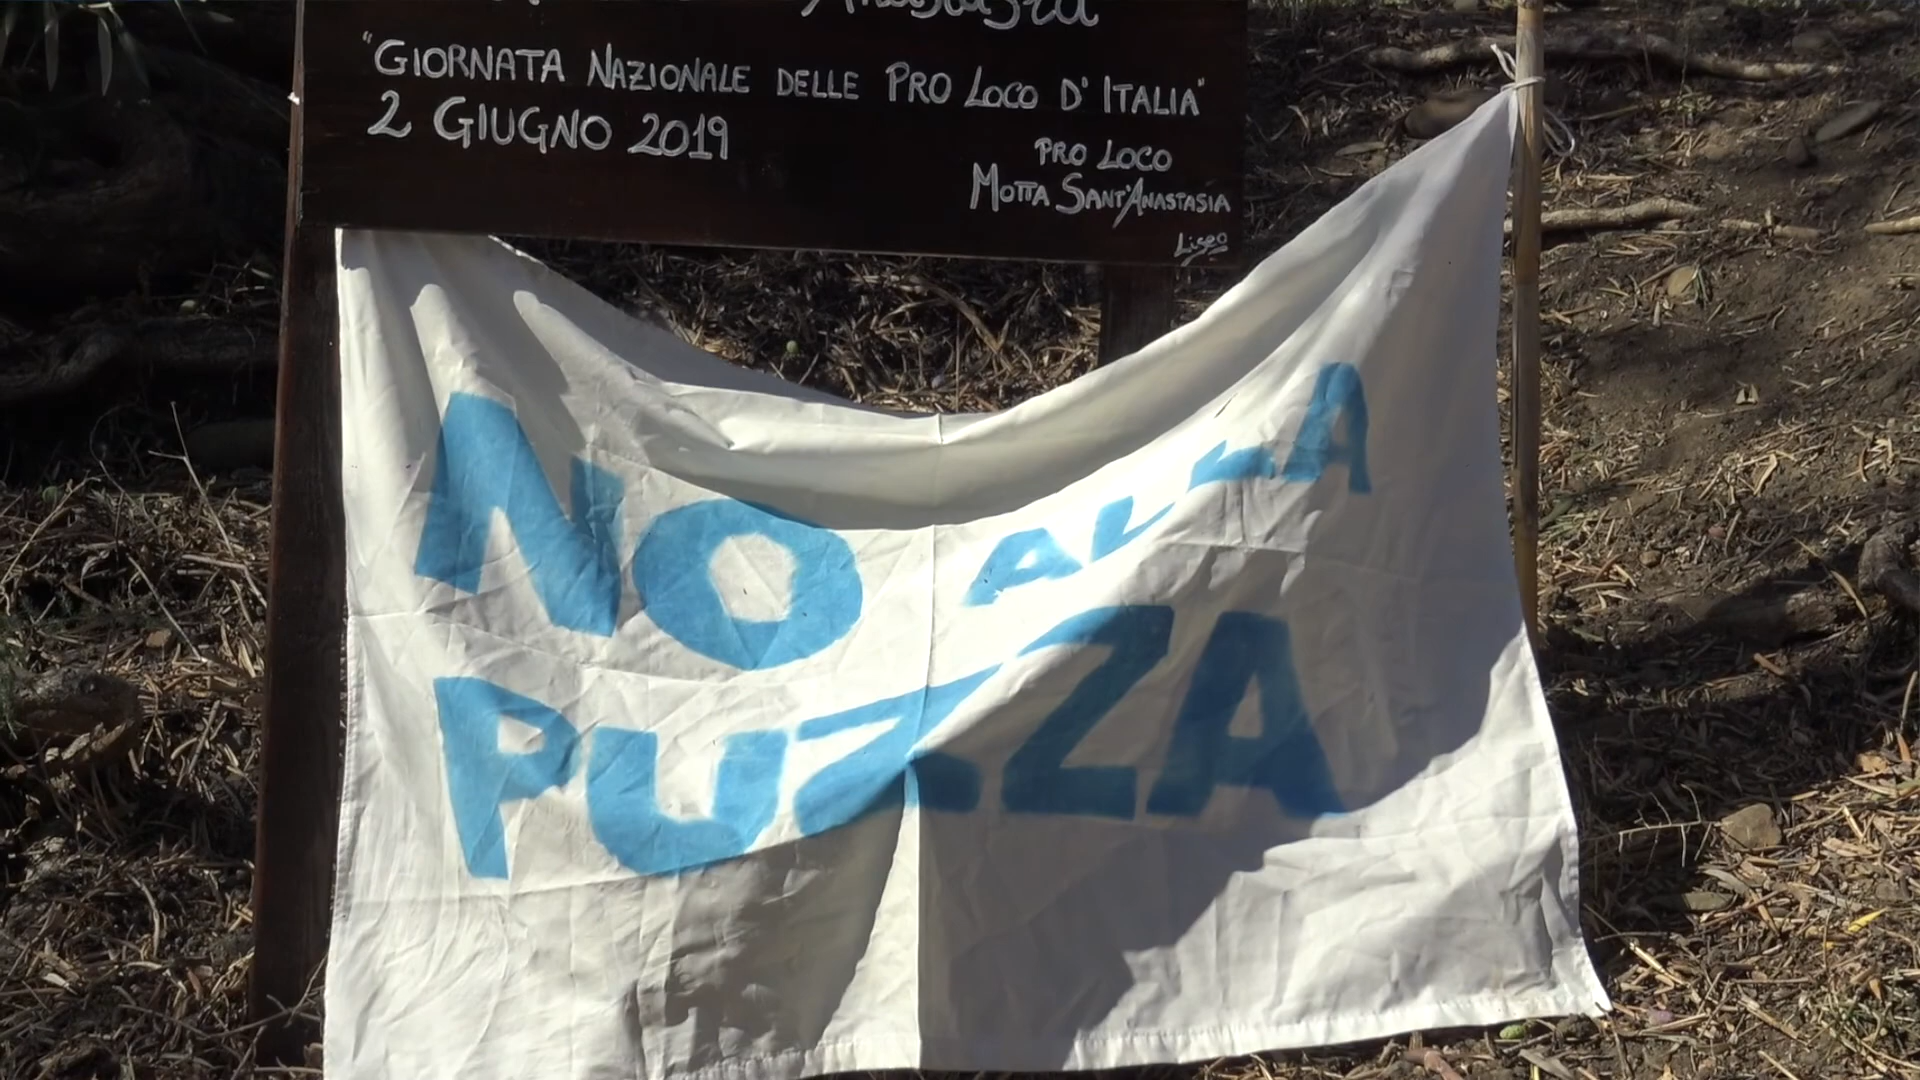 "GIORNATA NAZIONALE DELLE PRO LOCO D'ITALIA"
2 GIUGNO 2019
PRO LOCO
MOTTA SANT'ANASTASIA
NO ALLA
PUZZA